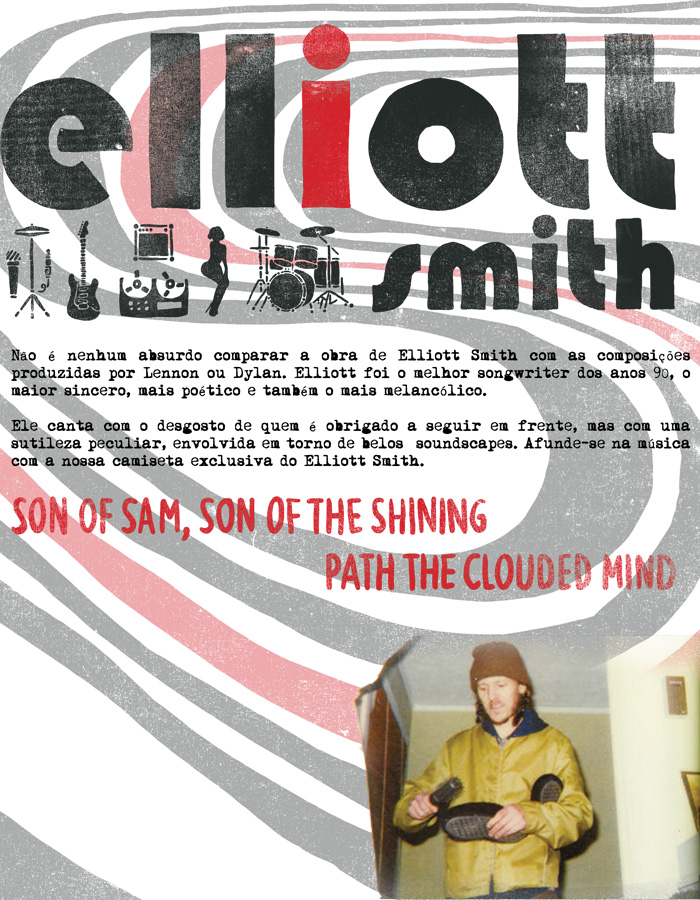 elliott
smith
Não é nenhum absurdo comparar a obra de Elliott Smith com as composições
produzidas por Lennon ou Dylan. Elliott foi o melhor songwriter dos anos 90, o
maior sincero, mais poético e também o mais melancólico.
Ele canta com o desgosto de quem é obrigado a seguir em frente, mas com uma
sutileza peculiar, envolvida em torno de belos soundscapes. Afunde-se na música
com a nossa camiseta exclusiva do Elliott Smith.
SON OF SAM, SON OF THE SHINING
PATH THE CLOUDED MIND